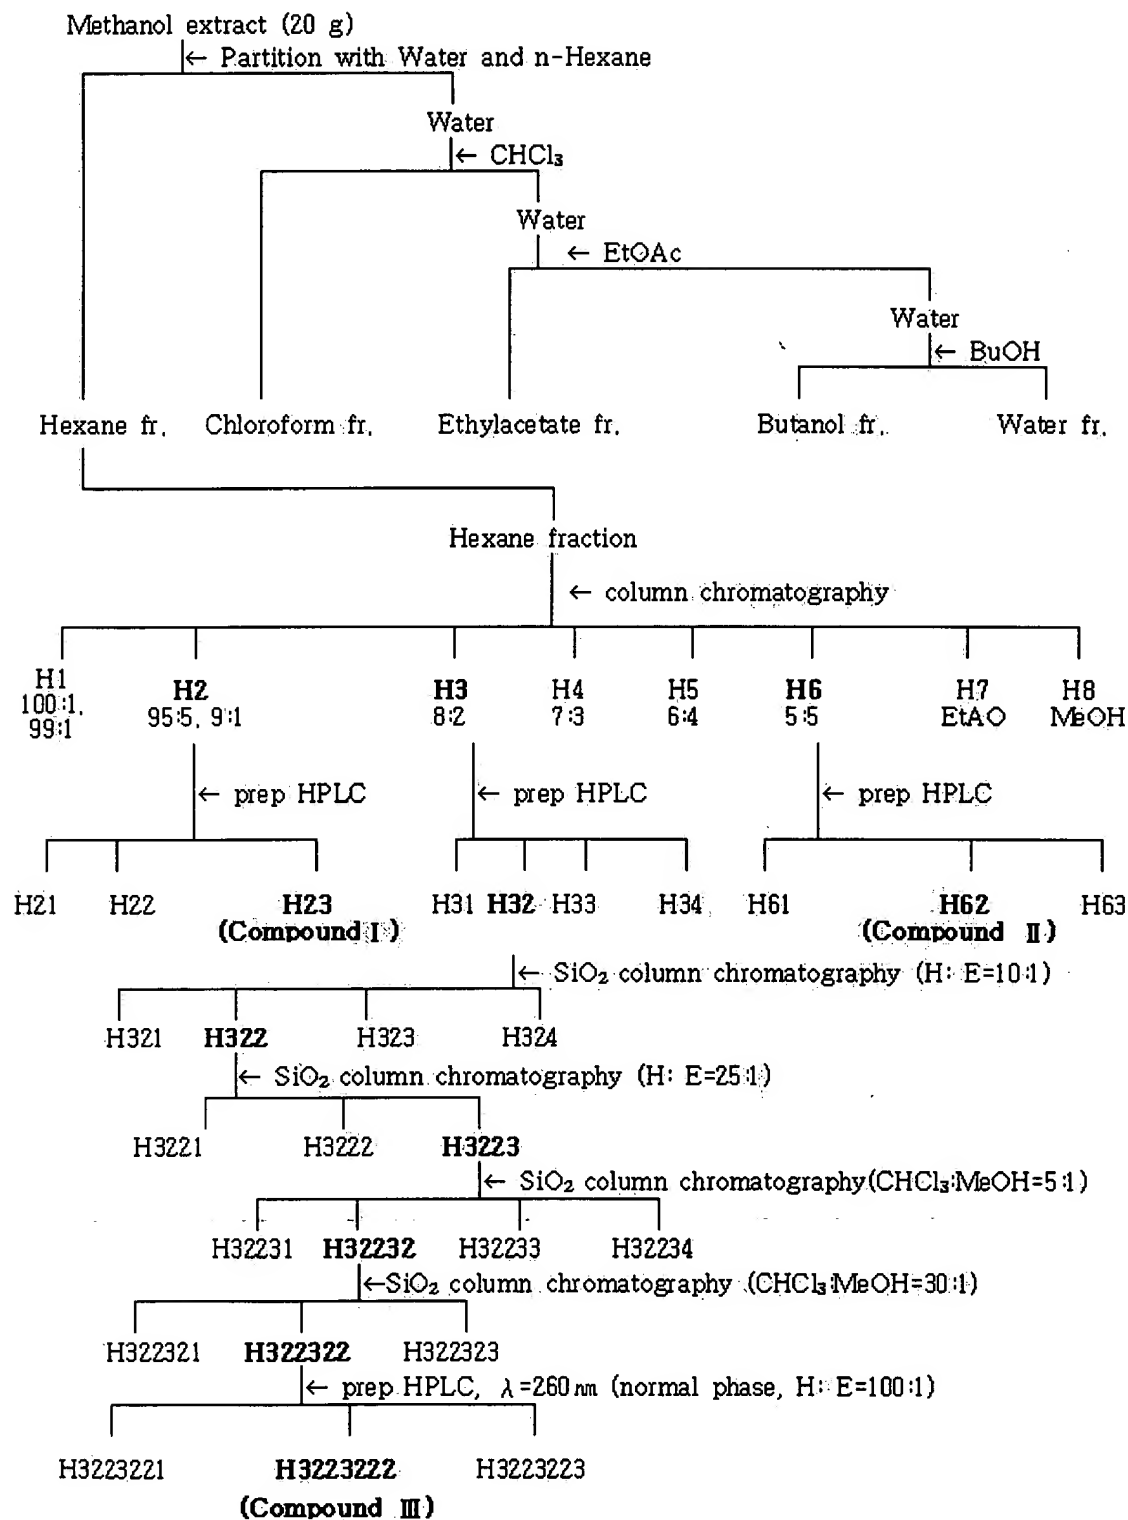 Methanol extract (20 g)
← Partition with Water and n-Hexane
Water
← CHCl₃
Water
← EtOAc
Water
← BuOH
Hexane fr. Chloroform fr. Ethylacetate fr. Butanol fr. Water fr.
Hexane fraction
← column chromatography
H1 H2 H3 H4 H5 H6 H7 H8
100:1, 99:1 95:5, 9:1 8:2 7:3 6:4 5:5 EtAO MeOH
← prep HPLC ← prep HPLC ← prep HPLC
H21 H22 H23 H31 H32 H33 H34 H61 H62 H63
(Compound Ⅰ) (Compound Ⅱ)
← SiO₂ column chromatography (H: E=10:1)
H321 H322 H323 H324
← SiO₂ column chromatography (H: E=25:1)
H3221 H3222 H3223
← SiO₂ column chromatography(CHCl₃:MeOH=5:1)
H32231 H32232 H32233 H32234
←SiO₂ column chromatography (CHCl₃:MeOH=30:1)
H322321 H322322 H322323
← prep HPLC, λ=260㎚ (normal phase, H: E=100:1)
H3223221 H3223222 H3223223
(Compound Ⅲ)